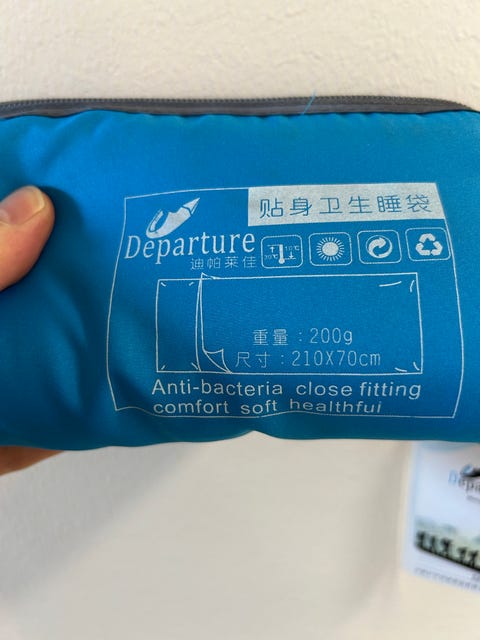 贴身卫生睡袋
Departure
迪帕莱佳
重量：200g
尺寸：210X70cm
Anti-bacteria close fitting
comfort soft healthfui